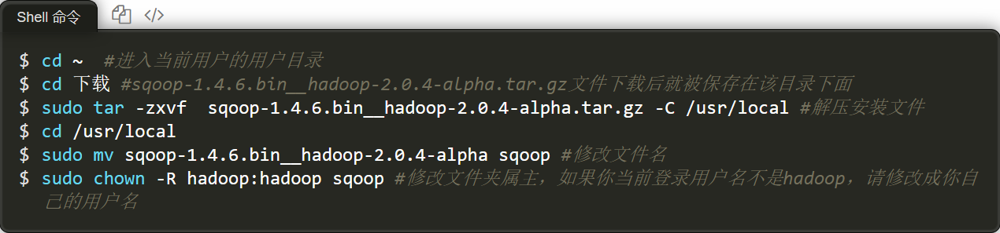 Shell 命令
$ cd ~  #进入当前用户的用户目录
$ cd 下载 #sqoop-1.4.6.bin__hadoop-2.0.4-alpha.tar.gz文件下载后就被保存在该目录下面
$ sudo tar -zxvf  sqoop-1.4.6.bin__hadoop-2.0.4-alpha.tar.gz -C /usr/local #解压安装文件
$ cd /usr/local
$ sudo mv sqoop-1.4.6.bin__hadoop-2.0.4-alpha sqoop #修改文件名
$ sudo chown -R hadoop:hadoop sqoop #修改文件夹属主，如果你当前登录用户名不是hadoop，请修改成你自
己的用户名